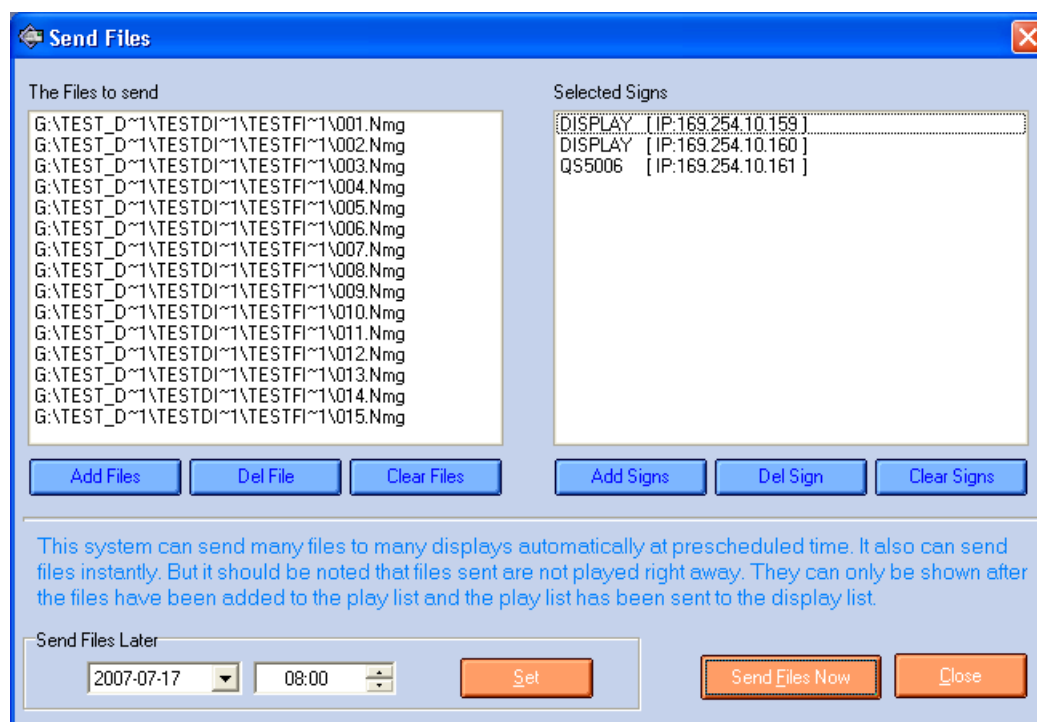 Send Files
The Files to send
G:\TEST_D~1\TESTDI~1\TESTFI~1\001.Nmg
G:\TEST_D~1\TESTDI~1\TESTFI~1\002.Nmg
G:\TEST_D~1\TESTDI~1\TESTFI~1\003.Nmg
G:\TEST_D~1\TESTDI~1\TESTFI~1\004.Nmg
G:\TEST_D~1\TESTDI~1\TESTFI~1\005.Nmg
G:\TEST_D~1\TESTDI~1\TESTFI~1\006.Nmg
G:\TEST_D~1\TESTDI~1\TESTFI~1\007.Nmg
G:\TEST_D~1\TESTDI~1\TESTFI~1\008.Nmg
G:\TEST_D~1\TESTDI~1\TESTFI~1\009.Nmg
G:\TEST_D~1\TESTDI~1\TESTFI~1\010.Nmg
G:\TEST_D~1\TESTDI~1\TESTFI~1\011.Nmg
G:\TEST_D~1\TESTDI~1\TESTFI~1\012.Nmg
G:\TEST_D~1\TESTDI~1\TESTFI~1\013.Nmg
G:\TEST_D~1\TESTDI~1\TESTFI~1\014.Nmg
G:\TEST_D~1\TESTDI~1\TESTFI~1\015.Nmg
Add Files Del File Clear Files
Selected Signs
DISPLAY [ IP:169.254.10.159 ]
DISPLAY [ IP:169.254.10.160 ]
QS5006 [ IP:169.254.10.161 ]
Add Signs Del Sign Clear Signs
This system can send many files to many displays automatically at prescheduled time. It also can send
files instantly. But it should be noted that files sent are not played right away. They can only be shown after
the files have been added to the play list and the play list has been sent to the display list.
Send Files Later
2007-07-17 08:00 Set
Send Files Now Close